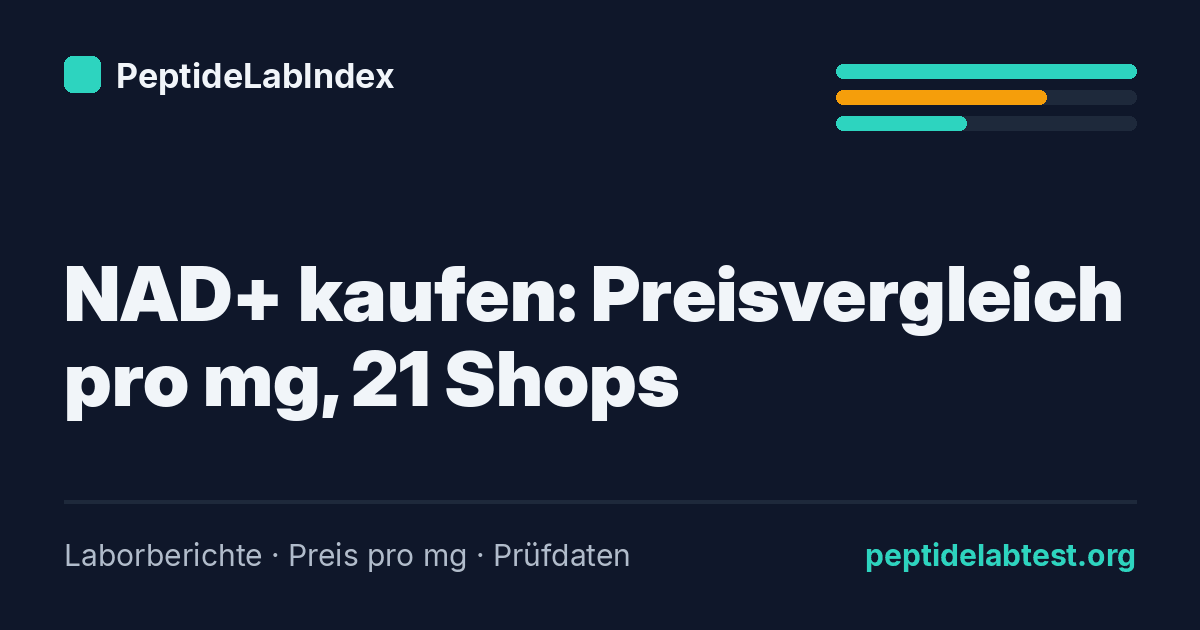 PeptideLabIndex
NAD+ kaufen: Preisvergleich
pro mg, 21 Shops
Laborberichte · Preis pro mg · Prüfdaten
peptidelabtest.org